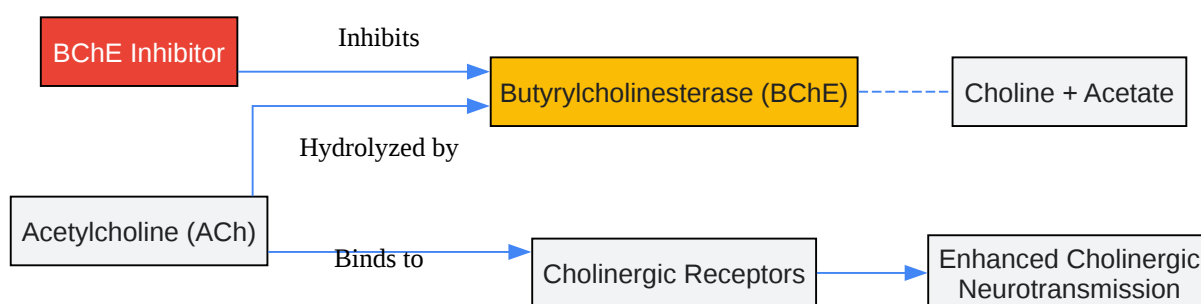 BChE Inhibitor
Inhibits
Butyrylcholinesterase (BChE)
Choline + Acetate
Hydrolyzed by
Acetylcholine (ACh)
Binds to
Cholinergic Receptors
Enhanced Cholinergic
Neurotransmission